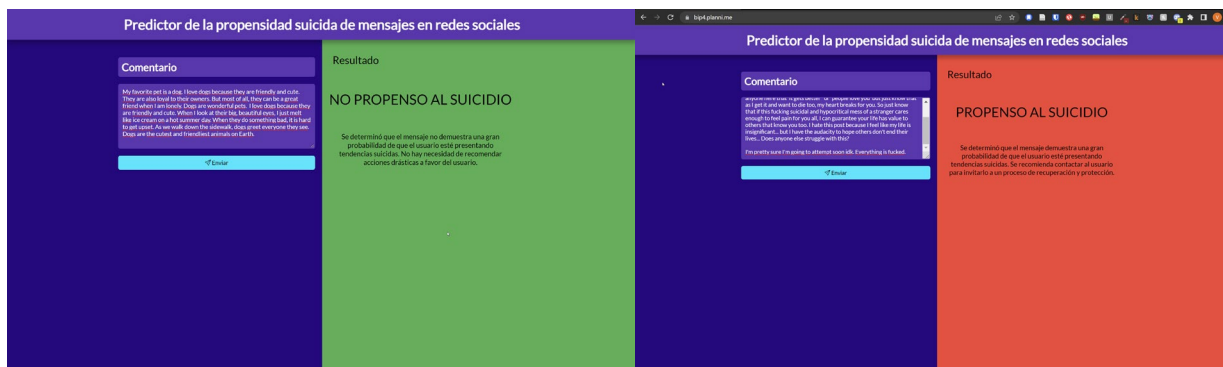 Predictor de la propensidad suicida de mensajes en redes sociales
Comentario
My favorite pet is a dog. I love dogs because they are friendly and cute.
They are also loyal to their owners. But most of all, they can be a great
friend when I am lonely. Dogs are wonderful pets. I love dogs because they
are friendly and cute. When I look at their big, beautiful eyes, I just melt
like ice cream on a hot summer day. When they do something bad, it is hard
to get upset. As we walk down the sidewalk, dogs greet everyone they see.
Dogs are the cutest and friendliest animals on Earth.
Enviar
Resultado
NO PROPENSO AL SUICIDIO
Se determinó que el mensaje no demuestra una gran
probabilidad de que el usuario esté presentando
tendencias suicidas. No hay necesidad de recomendar
acciones drásticas a favor del usuario.
bip4.planni.me
Predictor de la propensidad suicida de mensajes en redes sociales
Comentario
as I get it and want to die too, my heart breaks for you. So just know
that if this fucking suicidal and hypocritical mess of a stranger cares
enough to feel pain for you all, I can guarantee your life has value to
others that know you too. I hate this post because I feel like my life is
insignificant... but I have the audacity to hope others don't end their
lives... Does anyone else struggle with this?
I'm pretty sure I'm going to attempt soon idk. Everything is fucked.
Enviar
Resultado
PROPENSO AL SUICIDIO
Se determinó que el mensaje demuestra una gran
probabilidad de que el usuario esté presentando
tendencias suicidas. Se recomienda contactar al usuario
para invitarlo a un proceso de recuperación y protección.